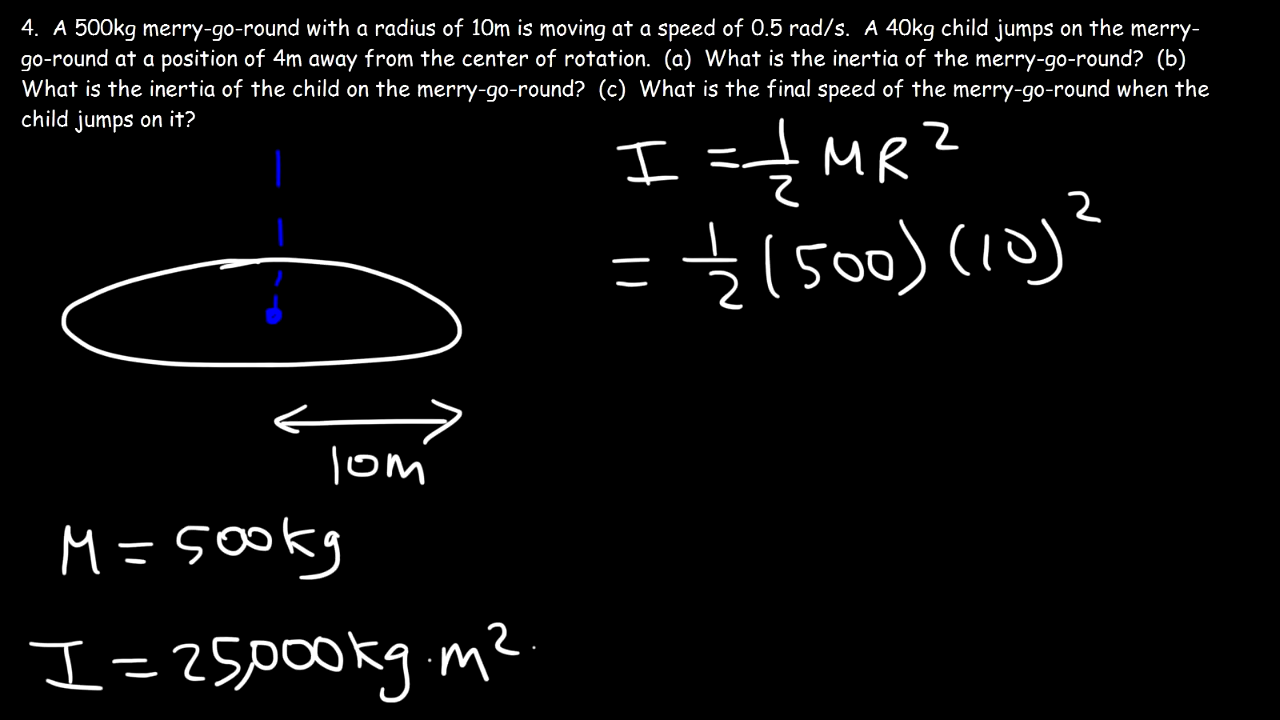 4. A 500kg merry-go-round with a radius of 10m is moving at a speed of 0.5 rad/s. A 40kg child jumps on the merry-
go-round at a position of 4m away from the center of rotation. (a) What is the inertia of the merry-go-round? (b)
What is the inertia of the child on the merry-go-round? (c) What is the final speed of the merry-go-round when the
child jumps on it?
I = 1/2 MR²
= 1/2 (500) (10)²
10m
M = 500kg
I = 25,000kg·m²